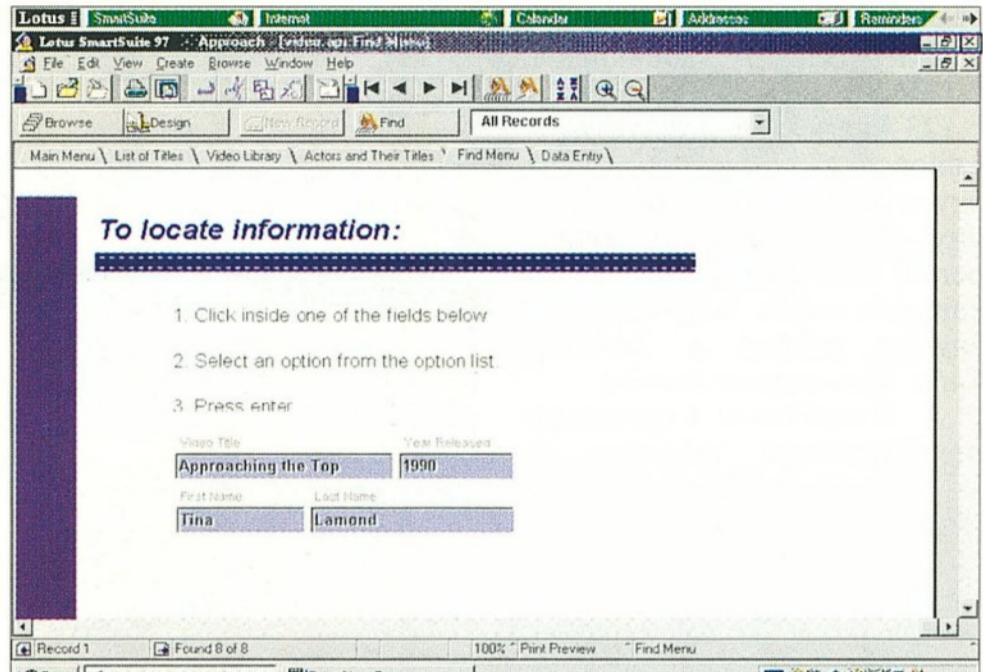 Lotus SmartSuite Internet Calendar Addresses Reminders
Lotus SmartSuite 97 - Approach - [video.apr:Find Menu]
File Edit View Create Browse Window Help
Browse Design New Record Find All Records
Main Menu \ List of Titles \ Video Library \ Actors and Their Titles \ Find Menu \ Data Entry \
To locate information:
1. Click inside one of the fields below
2. Select an option from the option list.
3. Press enter
Video Title Year Released
Approaching the Top 1990
First Name Last Name
Tina Lamond
Record 1 Found 8 of 8 100% Print Preview Find Menu